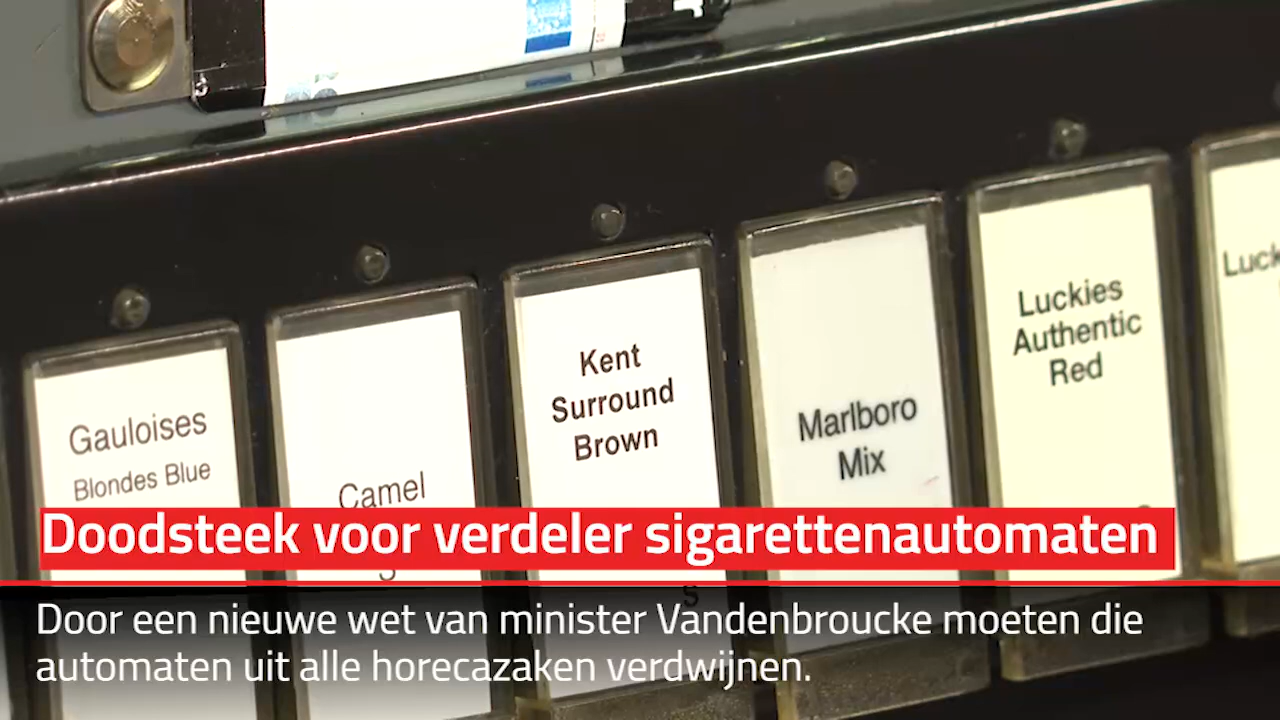 Gauloises
Blondes Blue
Camel
Kent
Surround
Brown
Marlboro
Mix
Luckies
Authentic
Red
Doodsteek voor verdeler sigarettenautomaten
Door een nieuwe wet van minister Vandenbroucke moeten die
automaten uit alle horecazaken verdwijnen.